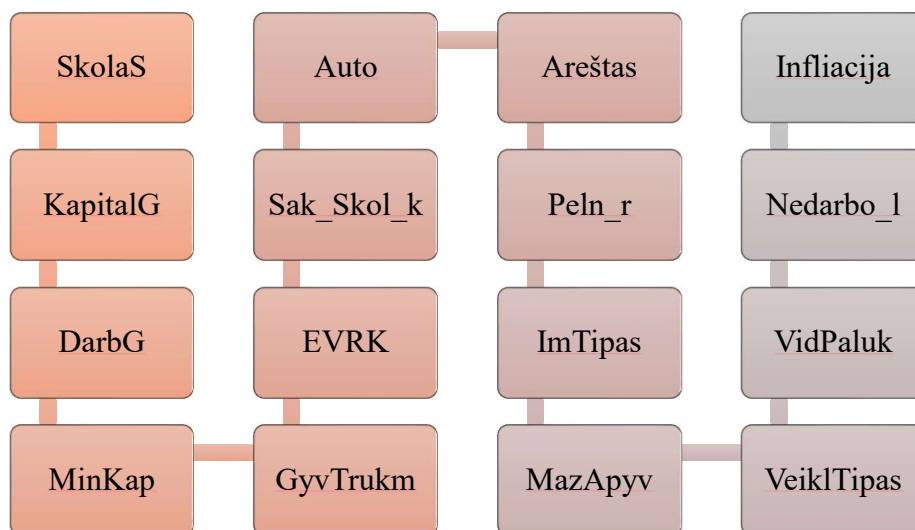 SkolaS
KapitalG
DarbG
MinKap
GyvTrukm
EVRK
Sak_Skol_k
Auto
Areštas
Peln_r
ImTipas
MazApyv
VeiklTipas
VidPaluk
Nedarbo_l
Infliacija